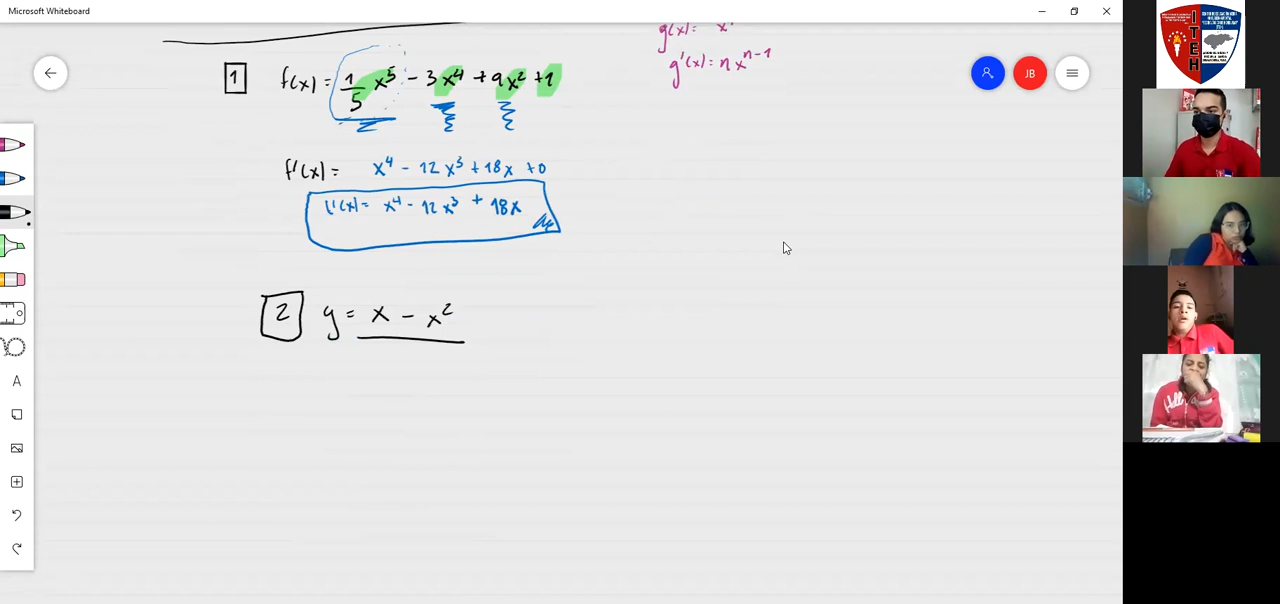 Microsoft Whiteboard
g(x) = x
g'(x) = n x^{n-1}
1 f(x) = 1/5 x^5 - 3x^4 + 9x^2 + 1
f'(x) = x^4 - 12x^3 + 18x + 0
f'(x) = x^4 - 12x^3 + 18x
2 y = x - x^2
JB
ITEH
A